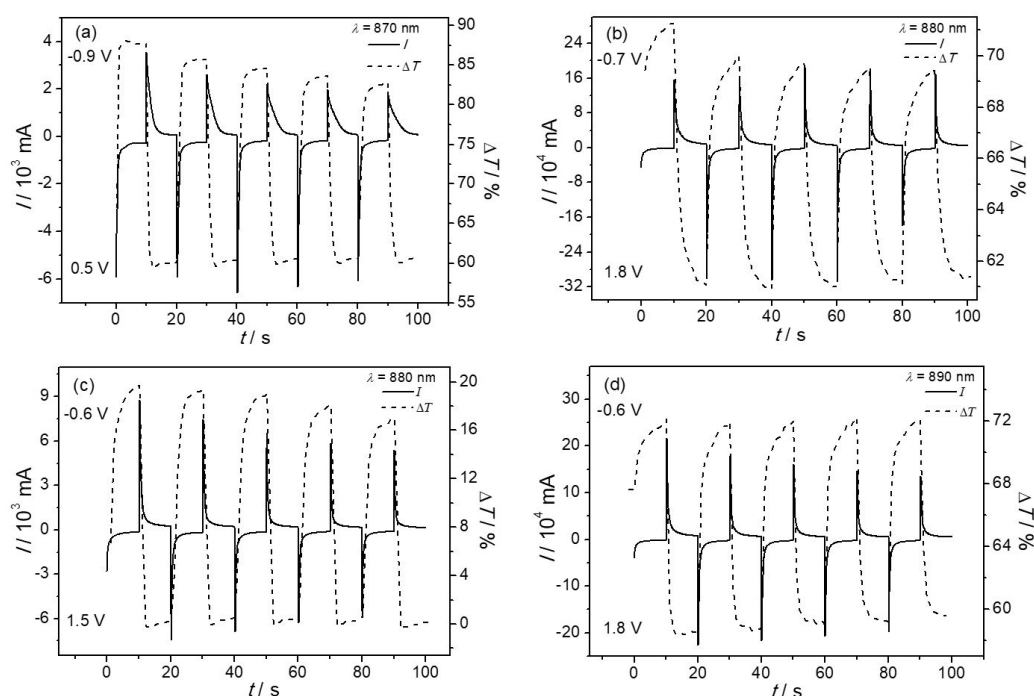 (a)
λ = 870 nm
I
ΔT
-0.9 V
0.5 V
4
2
0
-2
-4
-6
I // 10³ mA
90
85
80
75
70
65
60
55
ΔT / %
0 20 40 60 80 100
t / s
(b)
λ = 880 nm
I
ΔT
-0.7 V
1.8 V
28
24
16
8
0
-8
-16
-24
-28
-32
I // 10⁴ mA
70
69
68
66
64
62
61
ΔT / %
0 20 40 60 80 100
t / s
(c)
λ = 880 nm
I
ΔT
-0.6 V
1.5 V
9
6
3
0
-3
-6
I // 10³ mA
20
16
12
8
4
0
ΔT / %
0 20 40 60 80 100
t / s
(d)
λ = 890 nm
I
ΔT
-0.6 V
1.8 V
30
20
10
0
-10
-20
I // 10⁴ mA
72
68
64
59
ΔT / %
0 20 40 60 80 100
t / s